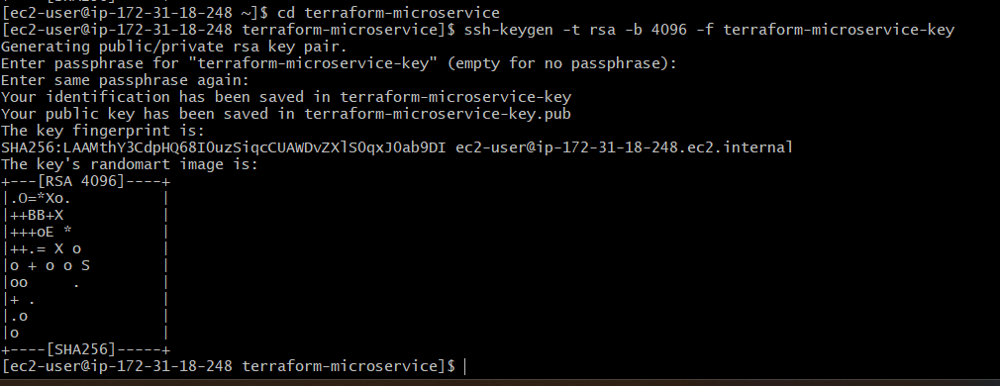 [ec2-user@ip-172-31-18-248 ~]$ cd terraform-microservice
[ec2-user@ip-172-31-18-248 terraform-microservice]$ ssh-keygen -t rsa -b 4096 -f terraform-microservice-key
Generating public/private rsa key pair.
Enter passphrase for "terraform-microservice-key" (empty for no passphrase):
Enter same passphrase again:
Your identification has been saved in terraform-microservice-key
Your public key has been saved in terraform-microservice-key.pub
The key fingerprint is:
SHA256:LAAMthY3CdpHQ68I0uzSiqcCUAWDvZXlSOqxJ0ab9DI ec2-user@ip-172-31-18-248.ec2.internal
The key's randomart image is:
+---[RSA 4096]----+
|.O=*Xo.          |
|++BB+X           |
|+++oE *          |
|++.= X o         |
|o + o o S        |
|oo     .         |
|+ .              |
|.o               |
|o                |
+----[SHA256]-----+
[ec2-user@ip-172-31-18-248 terraform-microservice]$